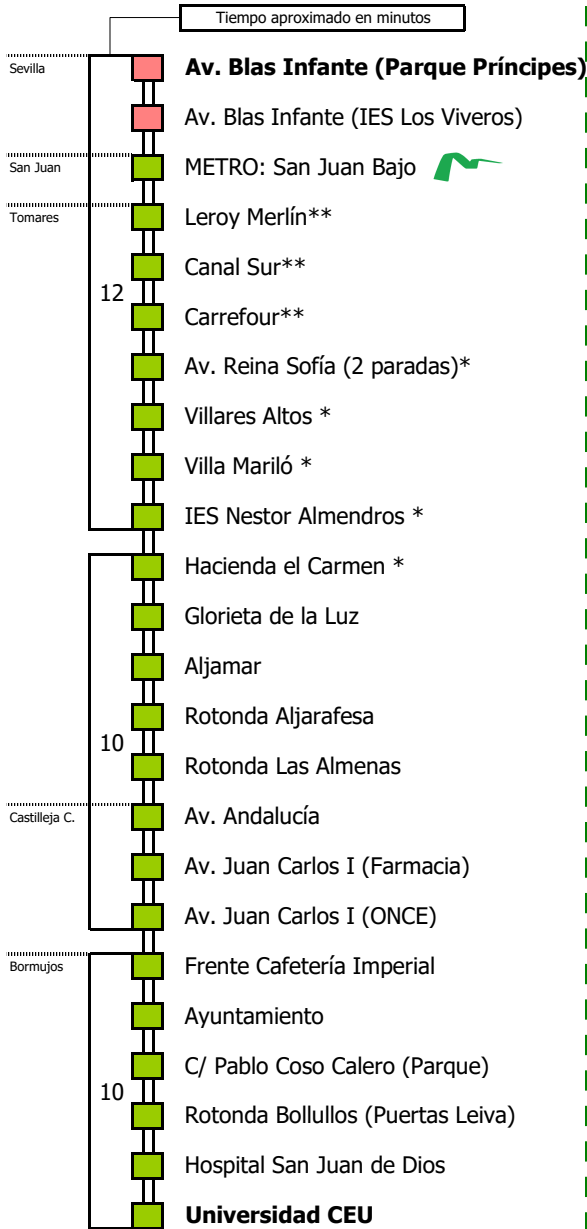 Tiempo aproximado en minutos
Sevilla
Av. Blas Infante (Parque Príncipes)
Av. Blas Infante (IES Los Viveros)
San Juan
METRO: San Juan Bajo
Tomares
Leroy Merlín**
Canal Sur**
12
Carrefour**
Av. Reina Sofía (2 paradas)*
Villares Altos *
Villa Mariló *
IES Nestor Almendros *
Hacienda el Carmen *
Glorieta de la Luz
Aljamar
Rotonda Aljarafesa
10
Rotonda Las Almenas
Castilleja C.
Av. Andalucía
Av. Juan Carlos I (Farmacia)
Av. Juan Carlos I (ONCE)
Bormujos
Frente Cafetería Imperial
Ayuntamiento
C/ Pablo Coso Calero (Parque)
10
Rotonda Bollullos (Puertas Leiva)
Hospital San Juan de Dios
Universidad CEU